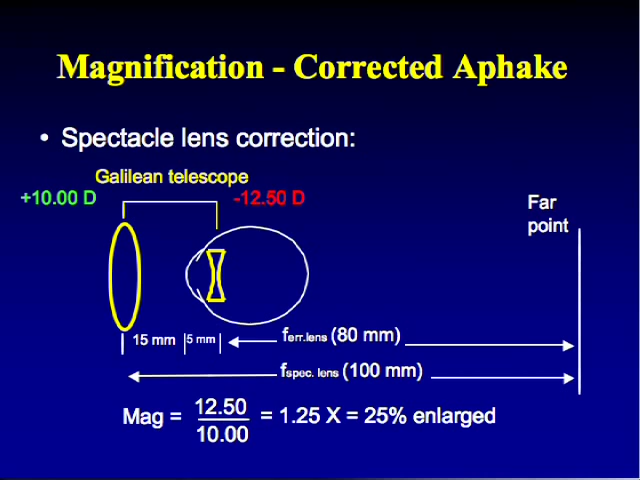 Magnification - Corrected Aphake
• Spectacle lens correction:
Galilean telescope
+10.00 D
-12.50 D
Far
point
15 mm
5 mm
ferr.lens (80 mm)
fspec. lens (100 mm)
Mag = 12.50 / 10.00 = 1.25 X = 25% enlarged